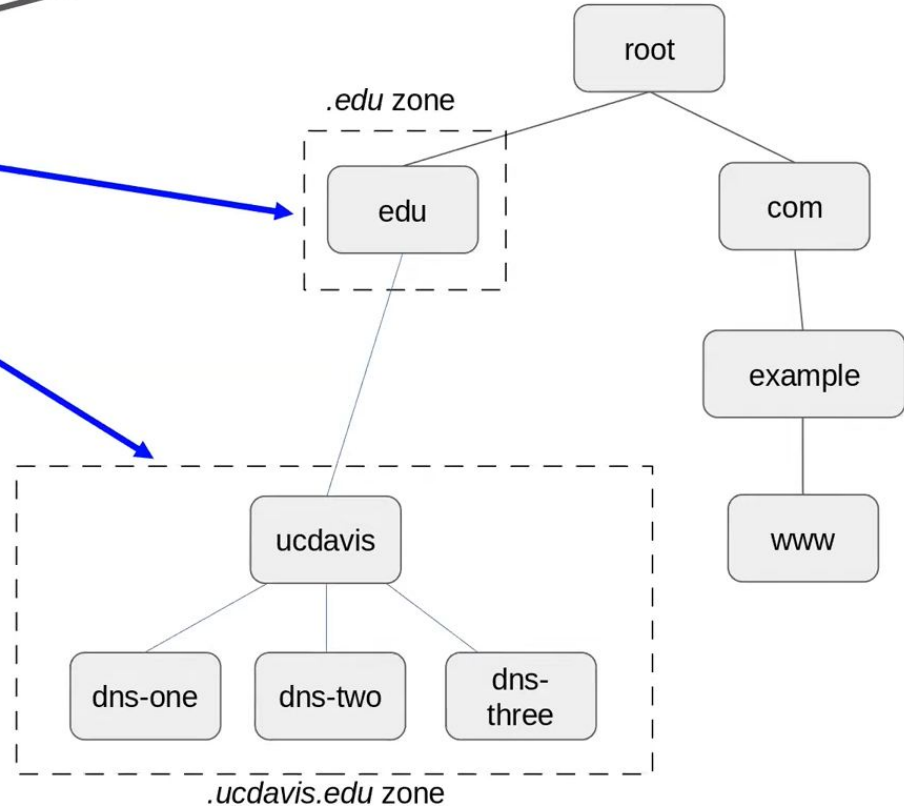 root
.edu zone
edu
com
example
ucdavis
www
dns-one
dns-two
dns-
three
.ucdavis.edu zone